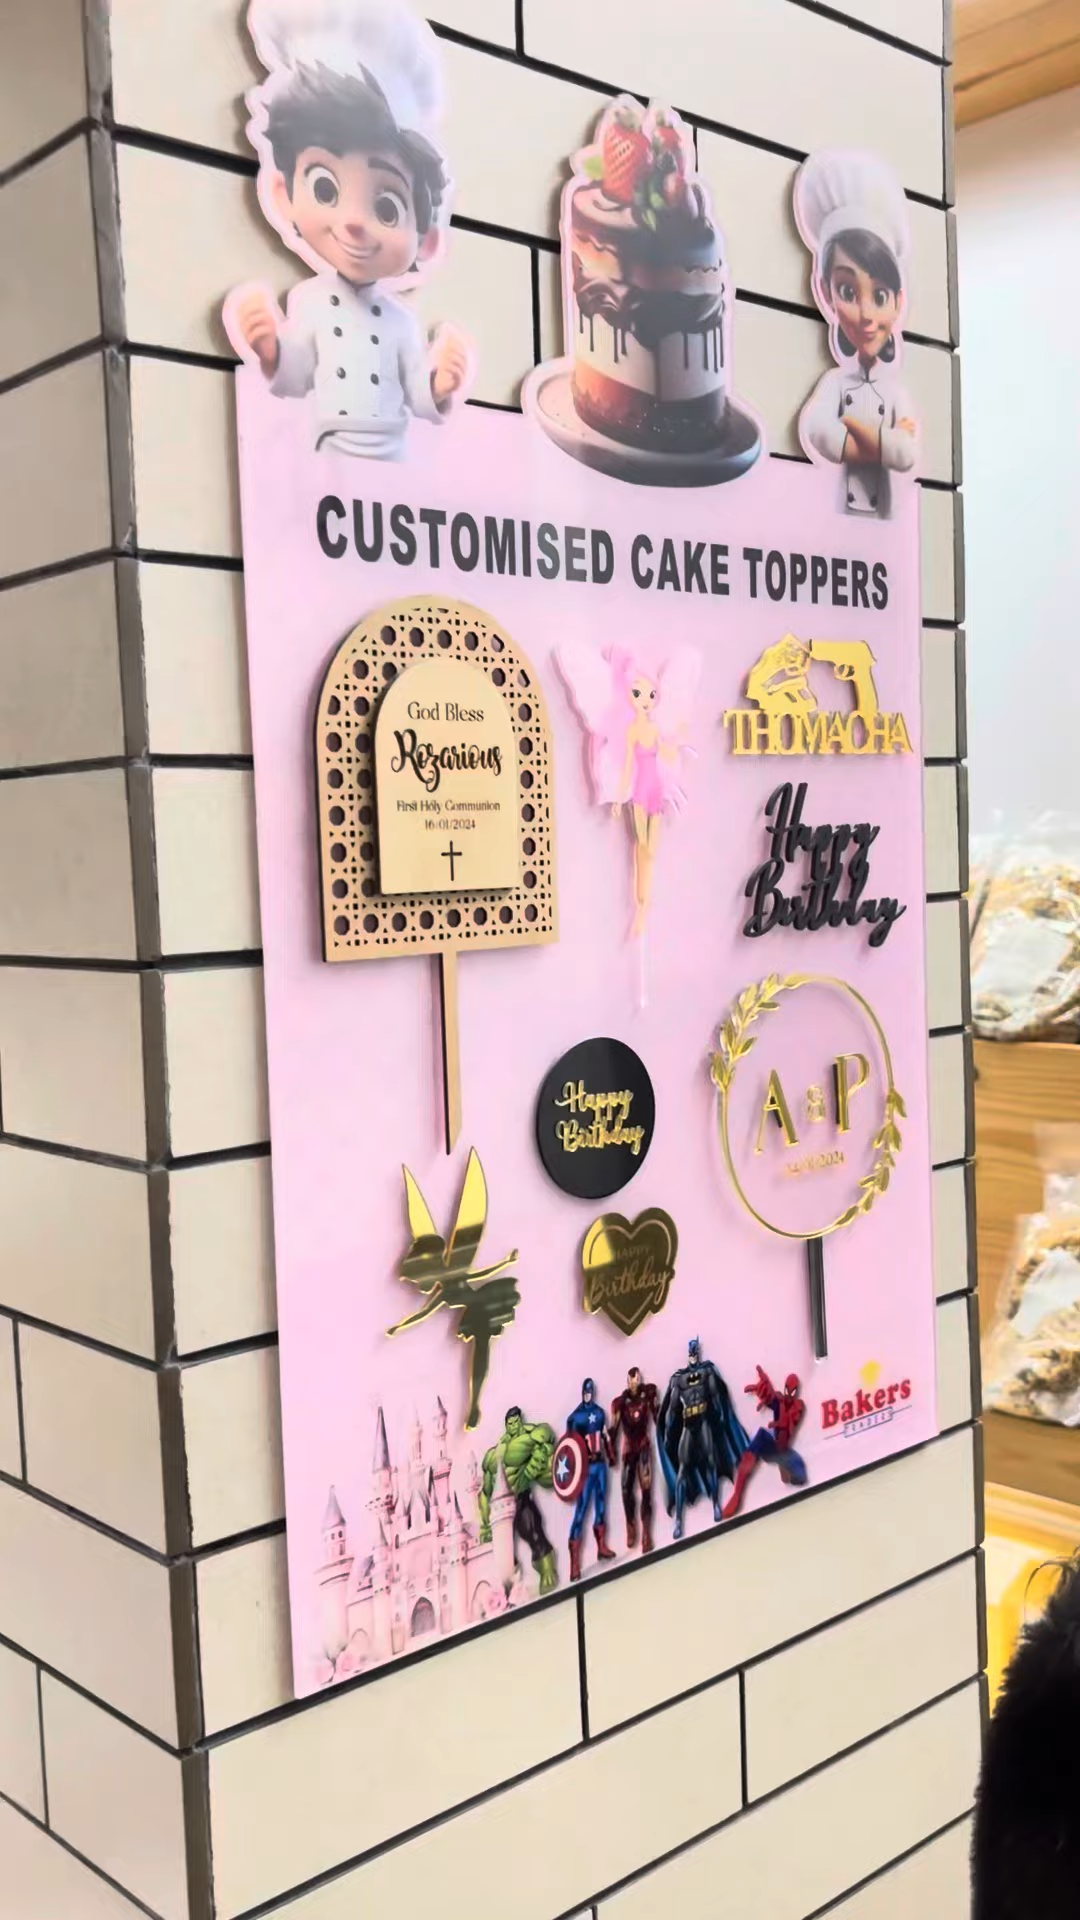 CUSTOMISED CAKE TOPPERS
God Bless
Rozarious
First Holy Communion
16/01/2024
THOMACHA
Happy
Birthday
A & P
Happy
Birthday
HAPPY
Birthday
Bakers